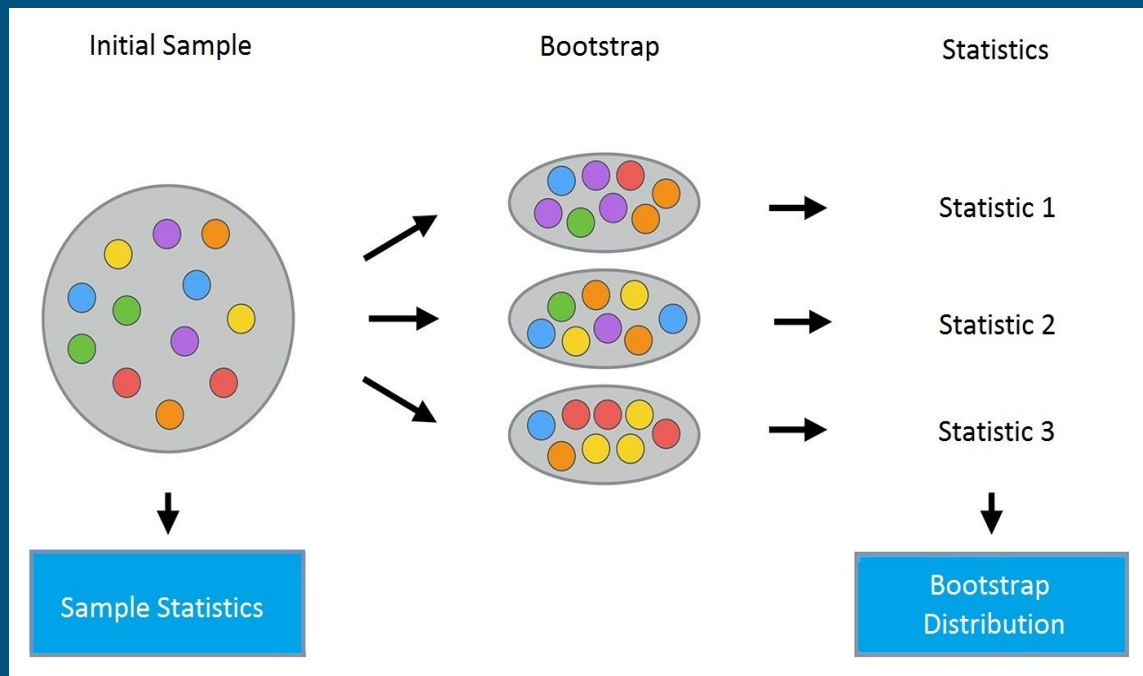 Initial Sample
Bootstrap
Statistics
Statistic 1
Statistic 2
Statistic 3
Sample Statistics
Bootstrap
Distribution